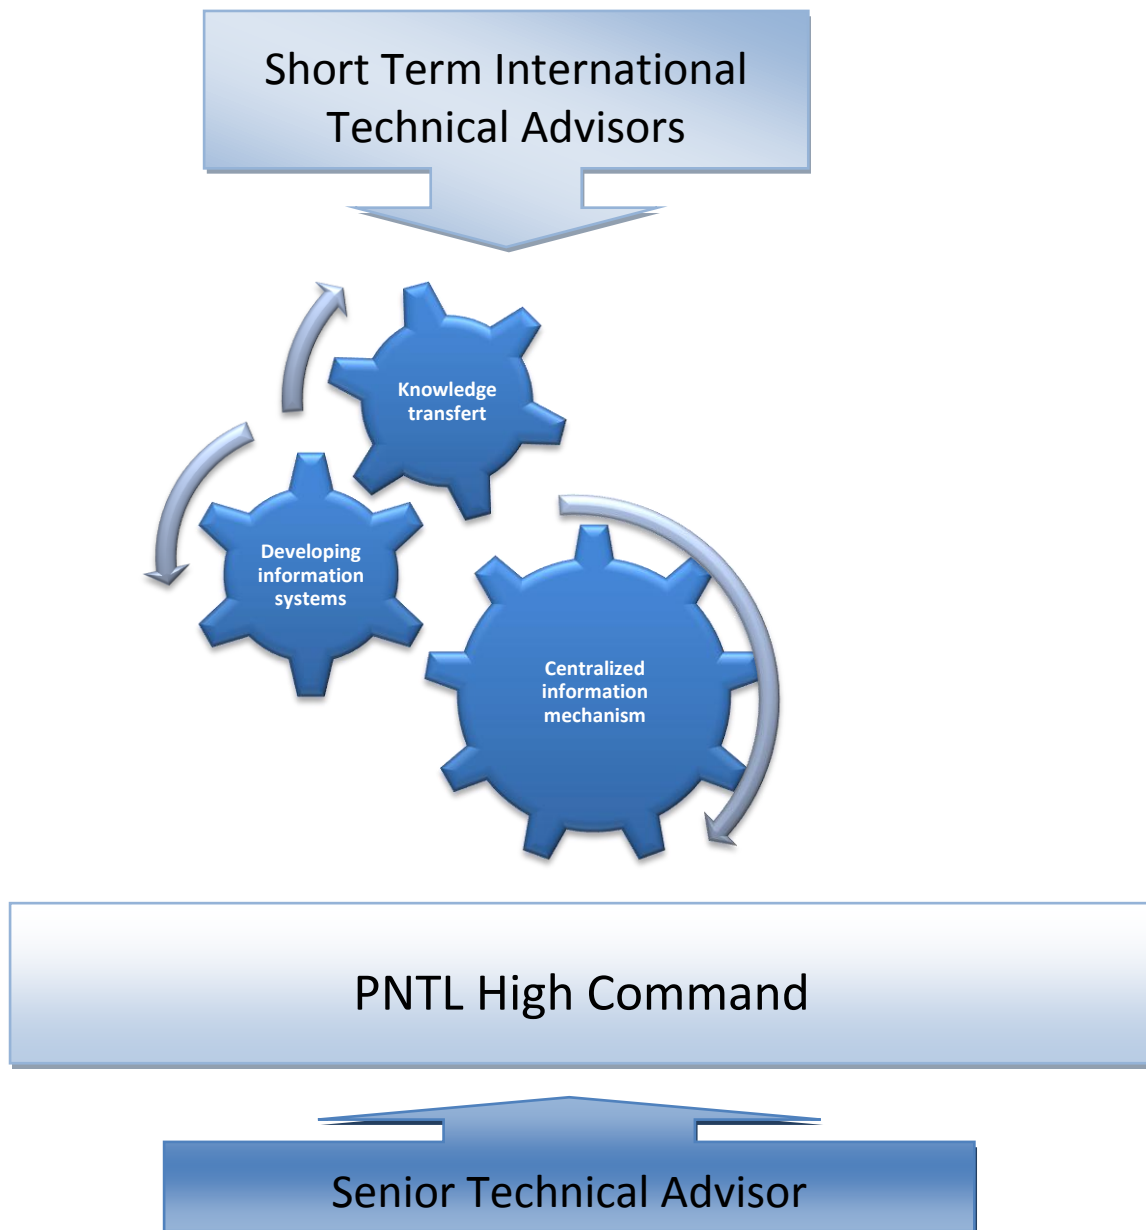 Short Term International
Technical Advisors
Knowledge
transfert
Developing
information
systems
Centralized
information
mechanism
PNTL High Command
Senior Technical Advisor